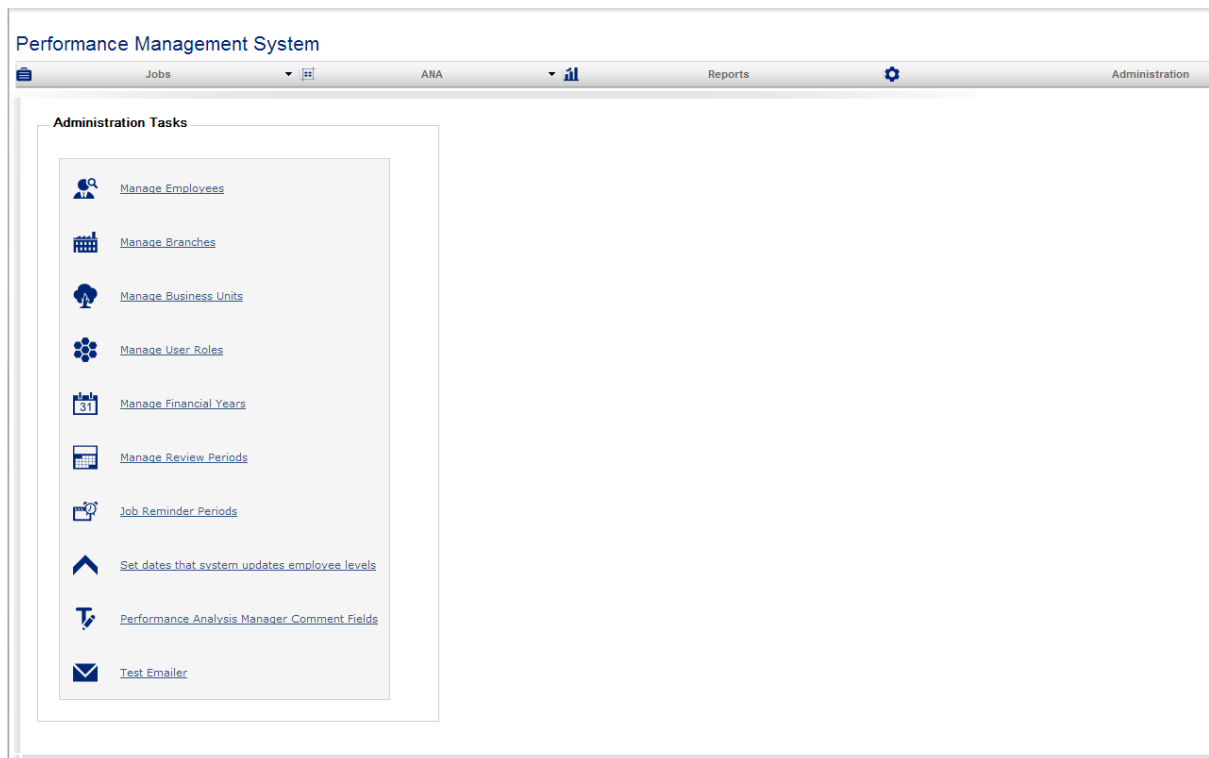 Performance Management System
Jobs ANA Reports Administration
Administration Tasks
Manage Employees
Manage Branches
Manage Business Units
Manage User Roles
31 Manage Financial Years
Manage Review Periods
Job Reminder Periods
Set dates that system updates employee levels
Performance Analysis Manager Comment Fields
Test Emailer